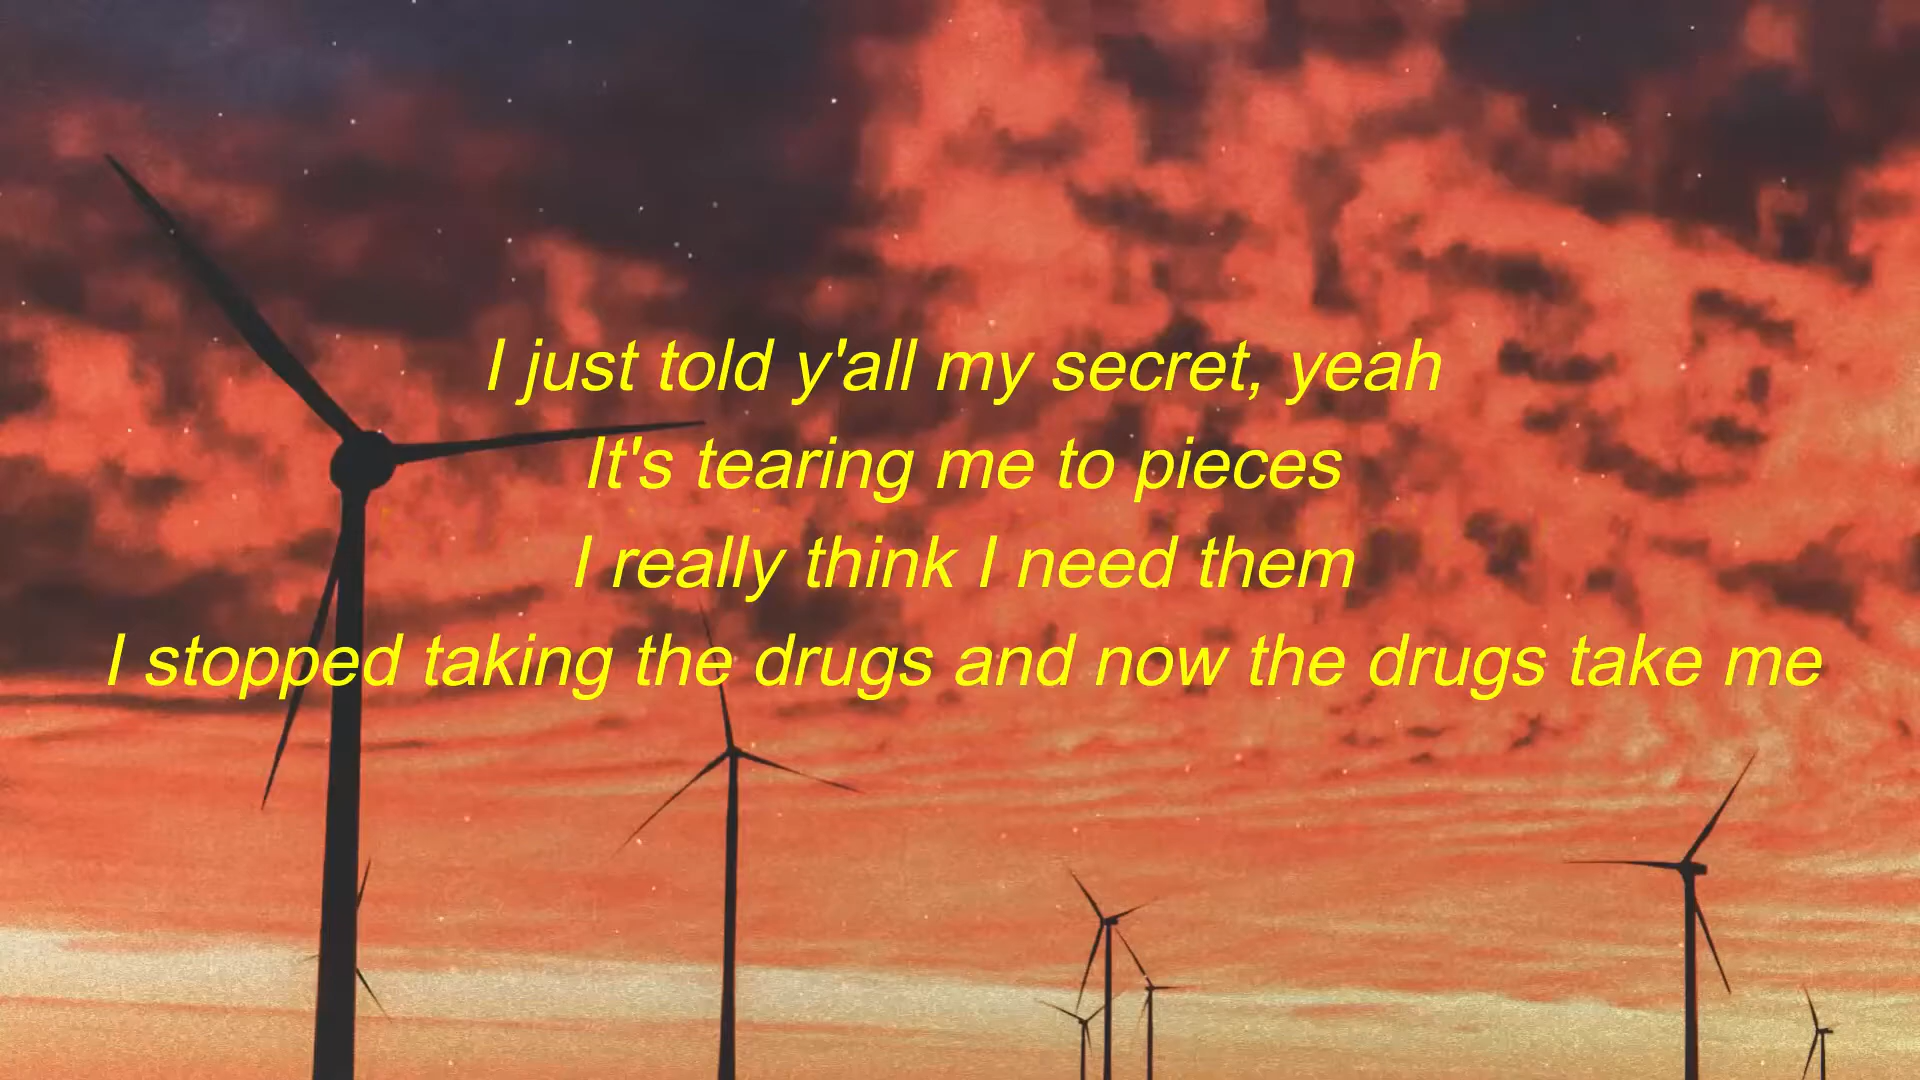 I just told y'all my secret, yeah
It's tearing me to pieces
I really think I need them
I stopped taking the drugs and now the drugs take me